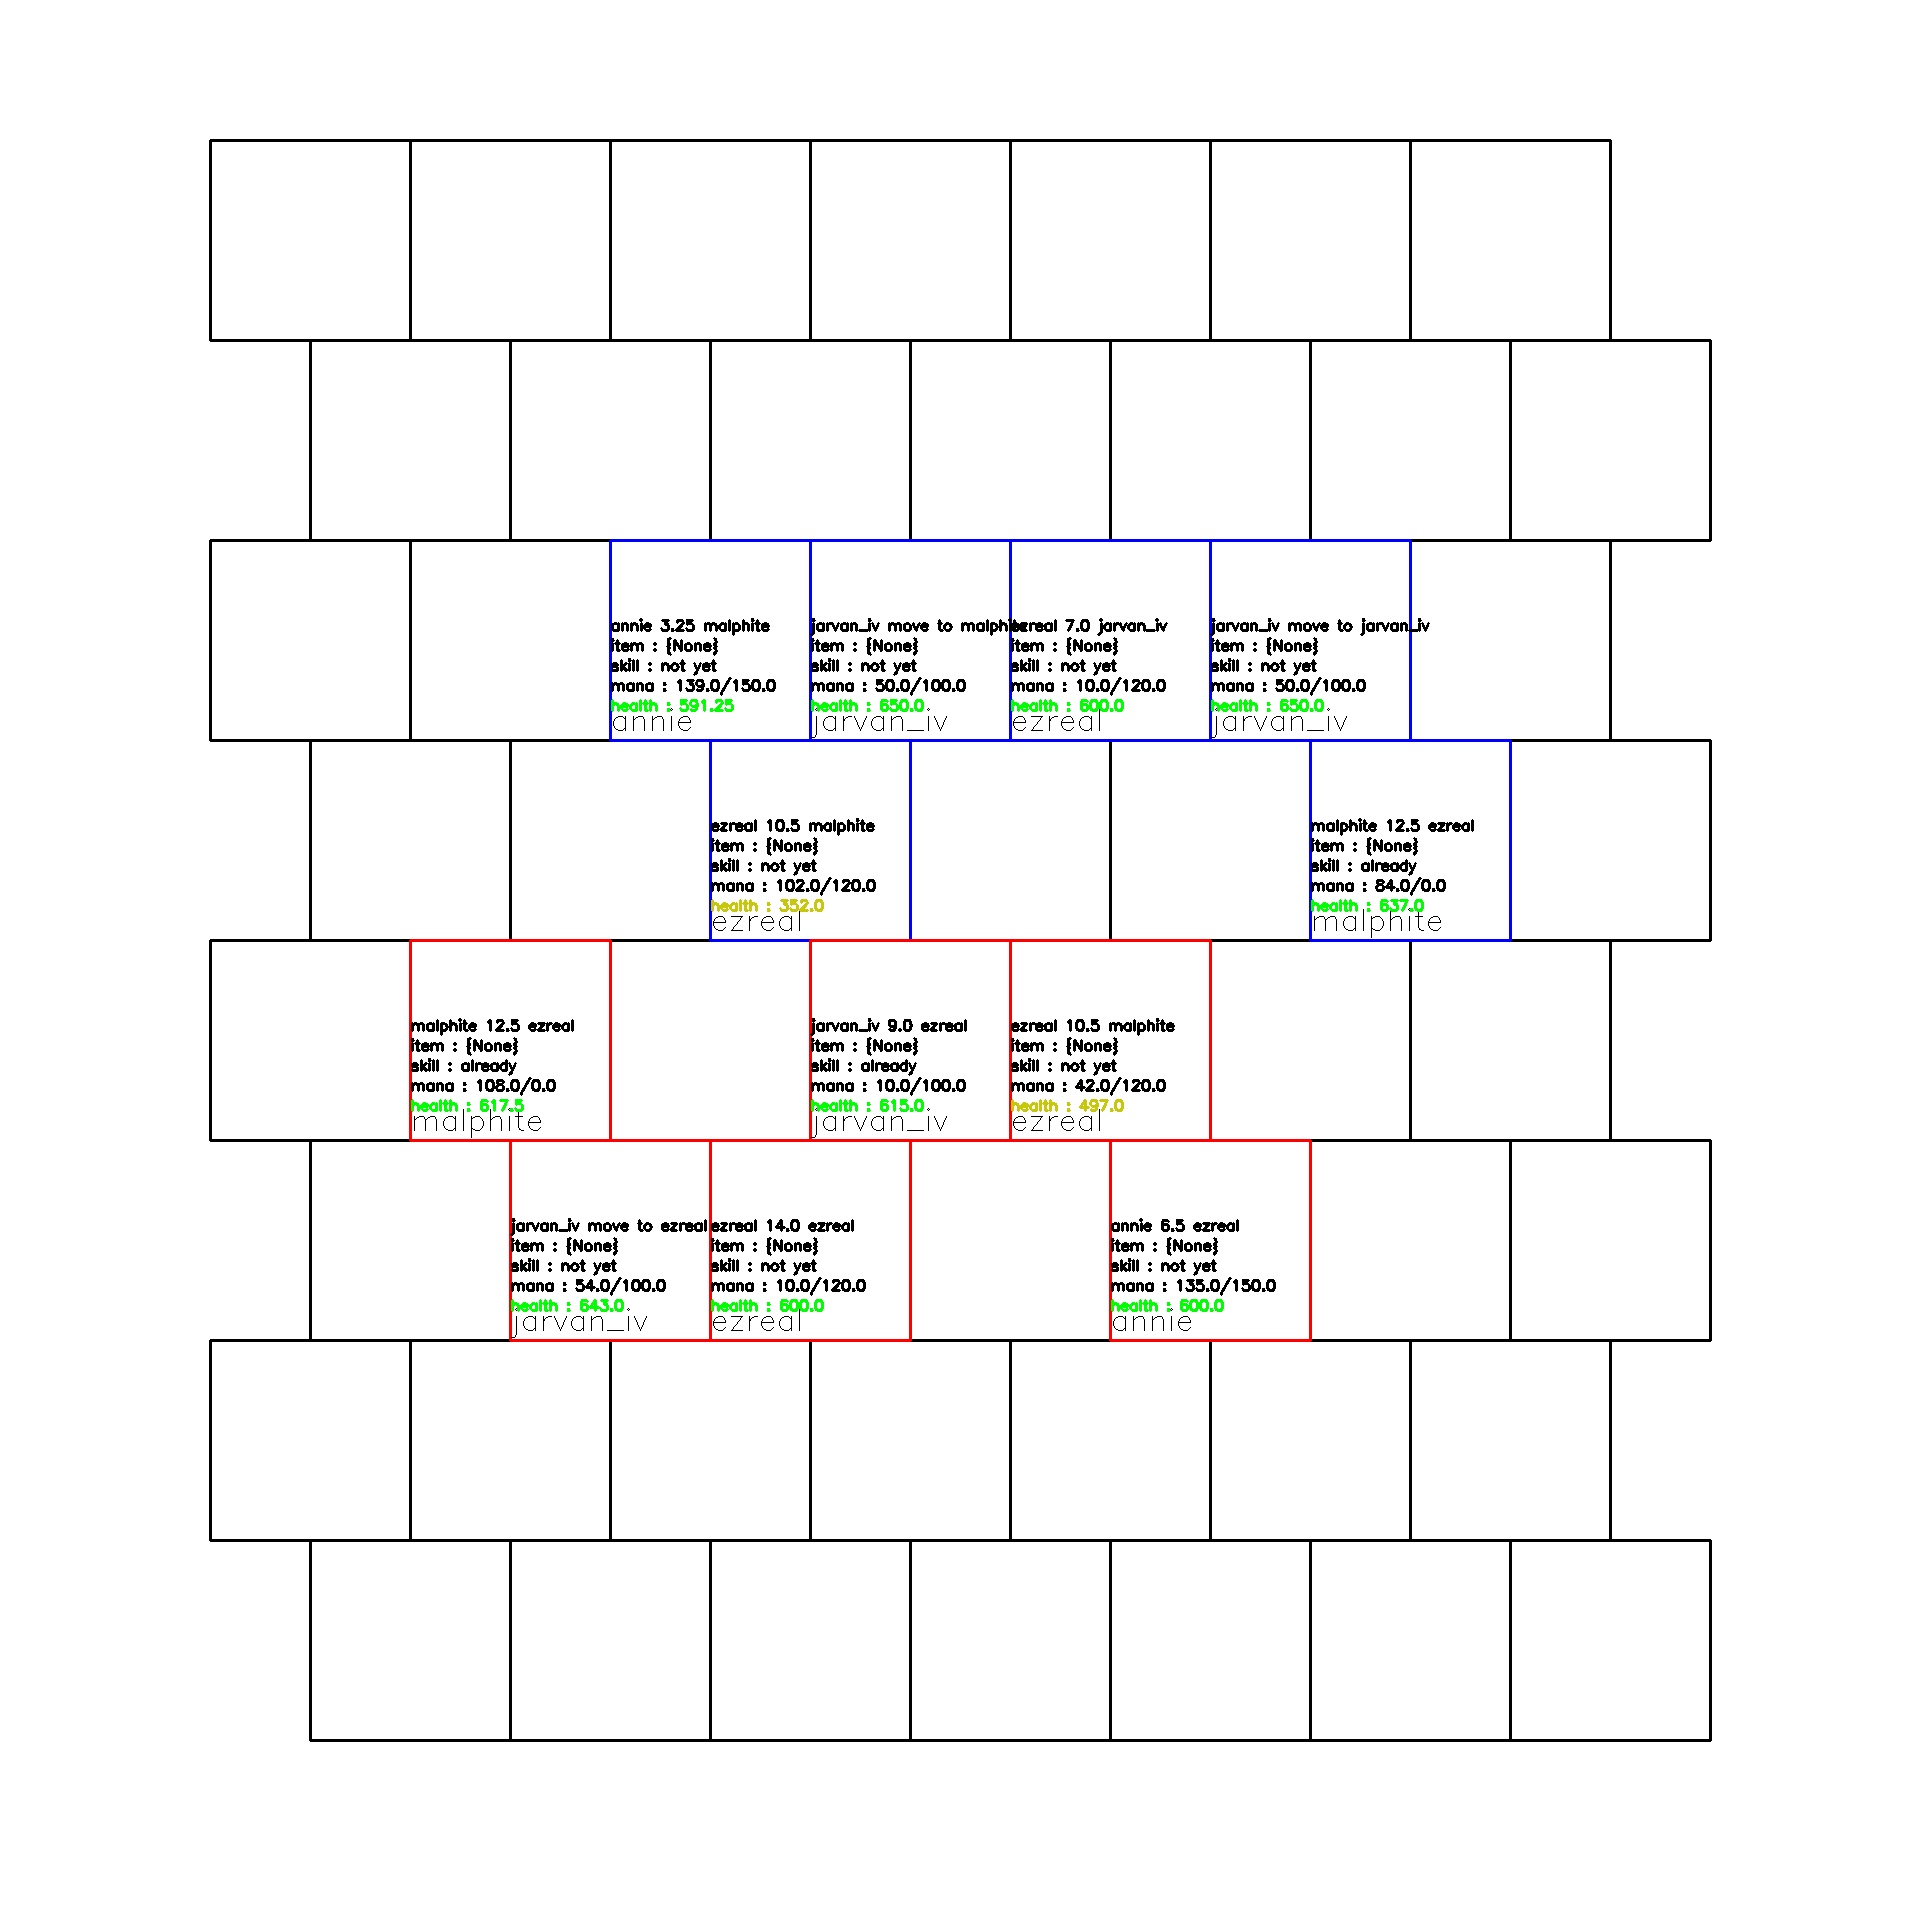 annie 3.25 malphite
item : {None}
skill : not yet
mana : 139.0/150.0
health : 591.25
annie
jarvan_iv move to malphite
item : {None}
skill : not yet
mana : 50.0/100.0
health : 650.0
jarvan_iv
ezreal 7.0 jarvan_iv
item : {None}
skill : not yet
mana : 10.0/120.0
health : 600.0
ezreal
jarvan_iv move to jarvan_iv
item : {None}
skill : not yet
mana : 50.0/100.0
health : 650.0
jarvan_iv
ezreal 10.5 malphite
item : {None}
skill : not yet
mana : 102.0/120.0
health : 352.0
ezreal
malphite 12.5 ezreal
item : {None}
skill : already
mana : 84.0/0.0
health : 637.0
malphite
malphite 12.5 ezreal
item : {None}
skill : already
mana : 108.0/0.0
health : 617.5
malphite
jarvan_iv 9.0 ezreal
item : {None}
skill : already
mana : 10.0/100.0
health : 615.0
jarvan_iv
ezreal 10.5 malphite
item : {None}
skill : not yet
mana : 42.0/120.0
health : 497.0
ezreal
jarvan_iv move to ezreal
item : {None}
skill : not yet
mana : 54.0/100.0
health : 643.0
jarvan_iv
ezreal 14.0 ezreal
item : {None}
skill : not yet
mana : 10.0/120.0
health : 600.0
ezreal
annie 6.5 ezreal
item : {None}
skill : not yet
mana : 135.0/150.0
health : 600.0
annie